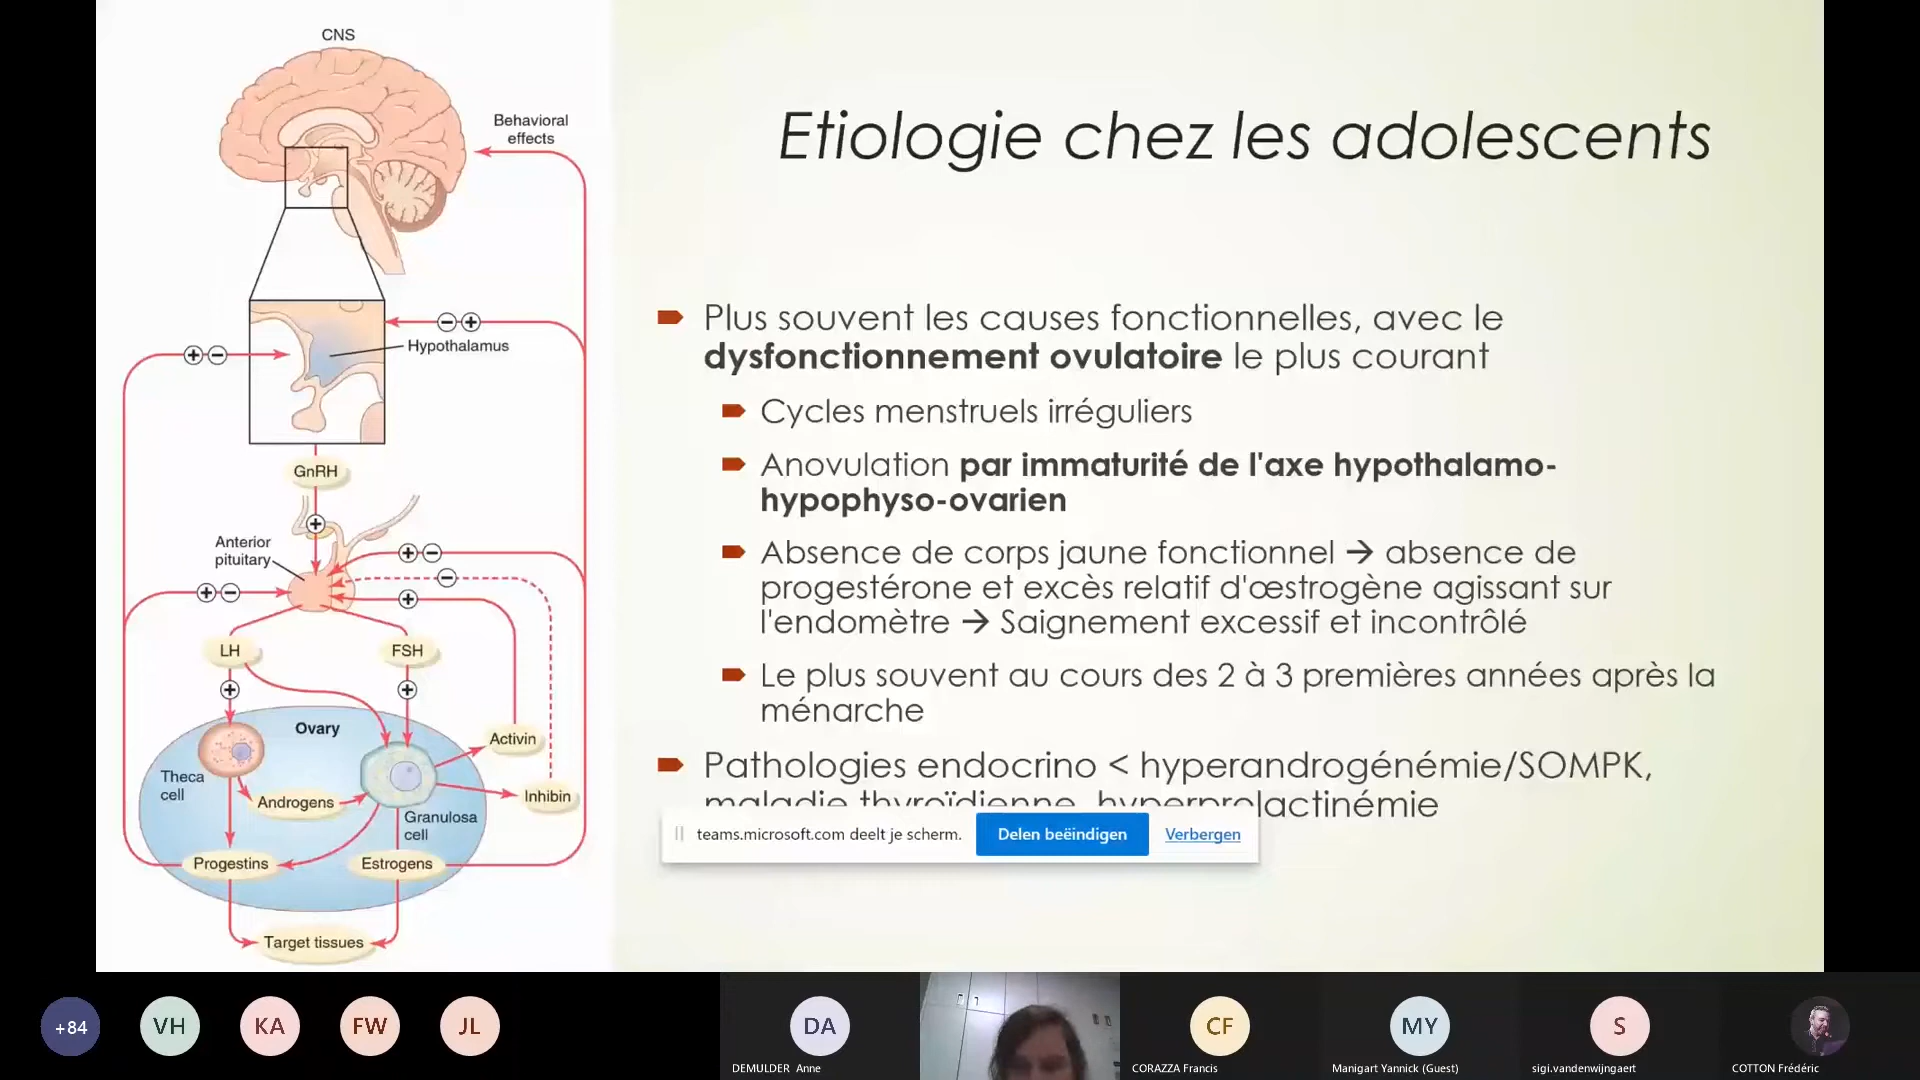 CNS
Behavioral
effects
Hypothalamus
GnRH
Anterior
pituitary
LH
FSH
Ovary
Activin
Theca
cell
Androgens
Inhibin
Granulosa
cell
Progestins
Estrogens
Target tissues
Etiologie chez les adolescents
Plus souvent les causes fonctionnelles, avec le
dysfonctionnement ovulatoire le plus courant
Cycles menstruels irréguliers
Anovulation par immaturité de l'axe hypothalamo-
hypophyso-ovarien
Absence de corps jaune fonctionnel → absence de
progestérone et excès relatif d'œstrogène agissant sur
l'endomètre → Saignement excessif et incontrôlé
Le plus souvent au cours des 2 à 3 premières années après la
ménarche
Pathologies endocrino < hyperandrogénémie/SOMPK,
maladie thyroïdienne, hyperprolactinémie
teams.microsoft.com deelt je scherm.
Delen beëindigen
Verbergen
+84
VH
KA
FW
JL
DA
CF
MY
S
DEMULDER Anne
CORAZZA Francis
Manigart Yannick (Guest)
sigi.vandenwijngaert
COTTON Frédéric